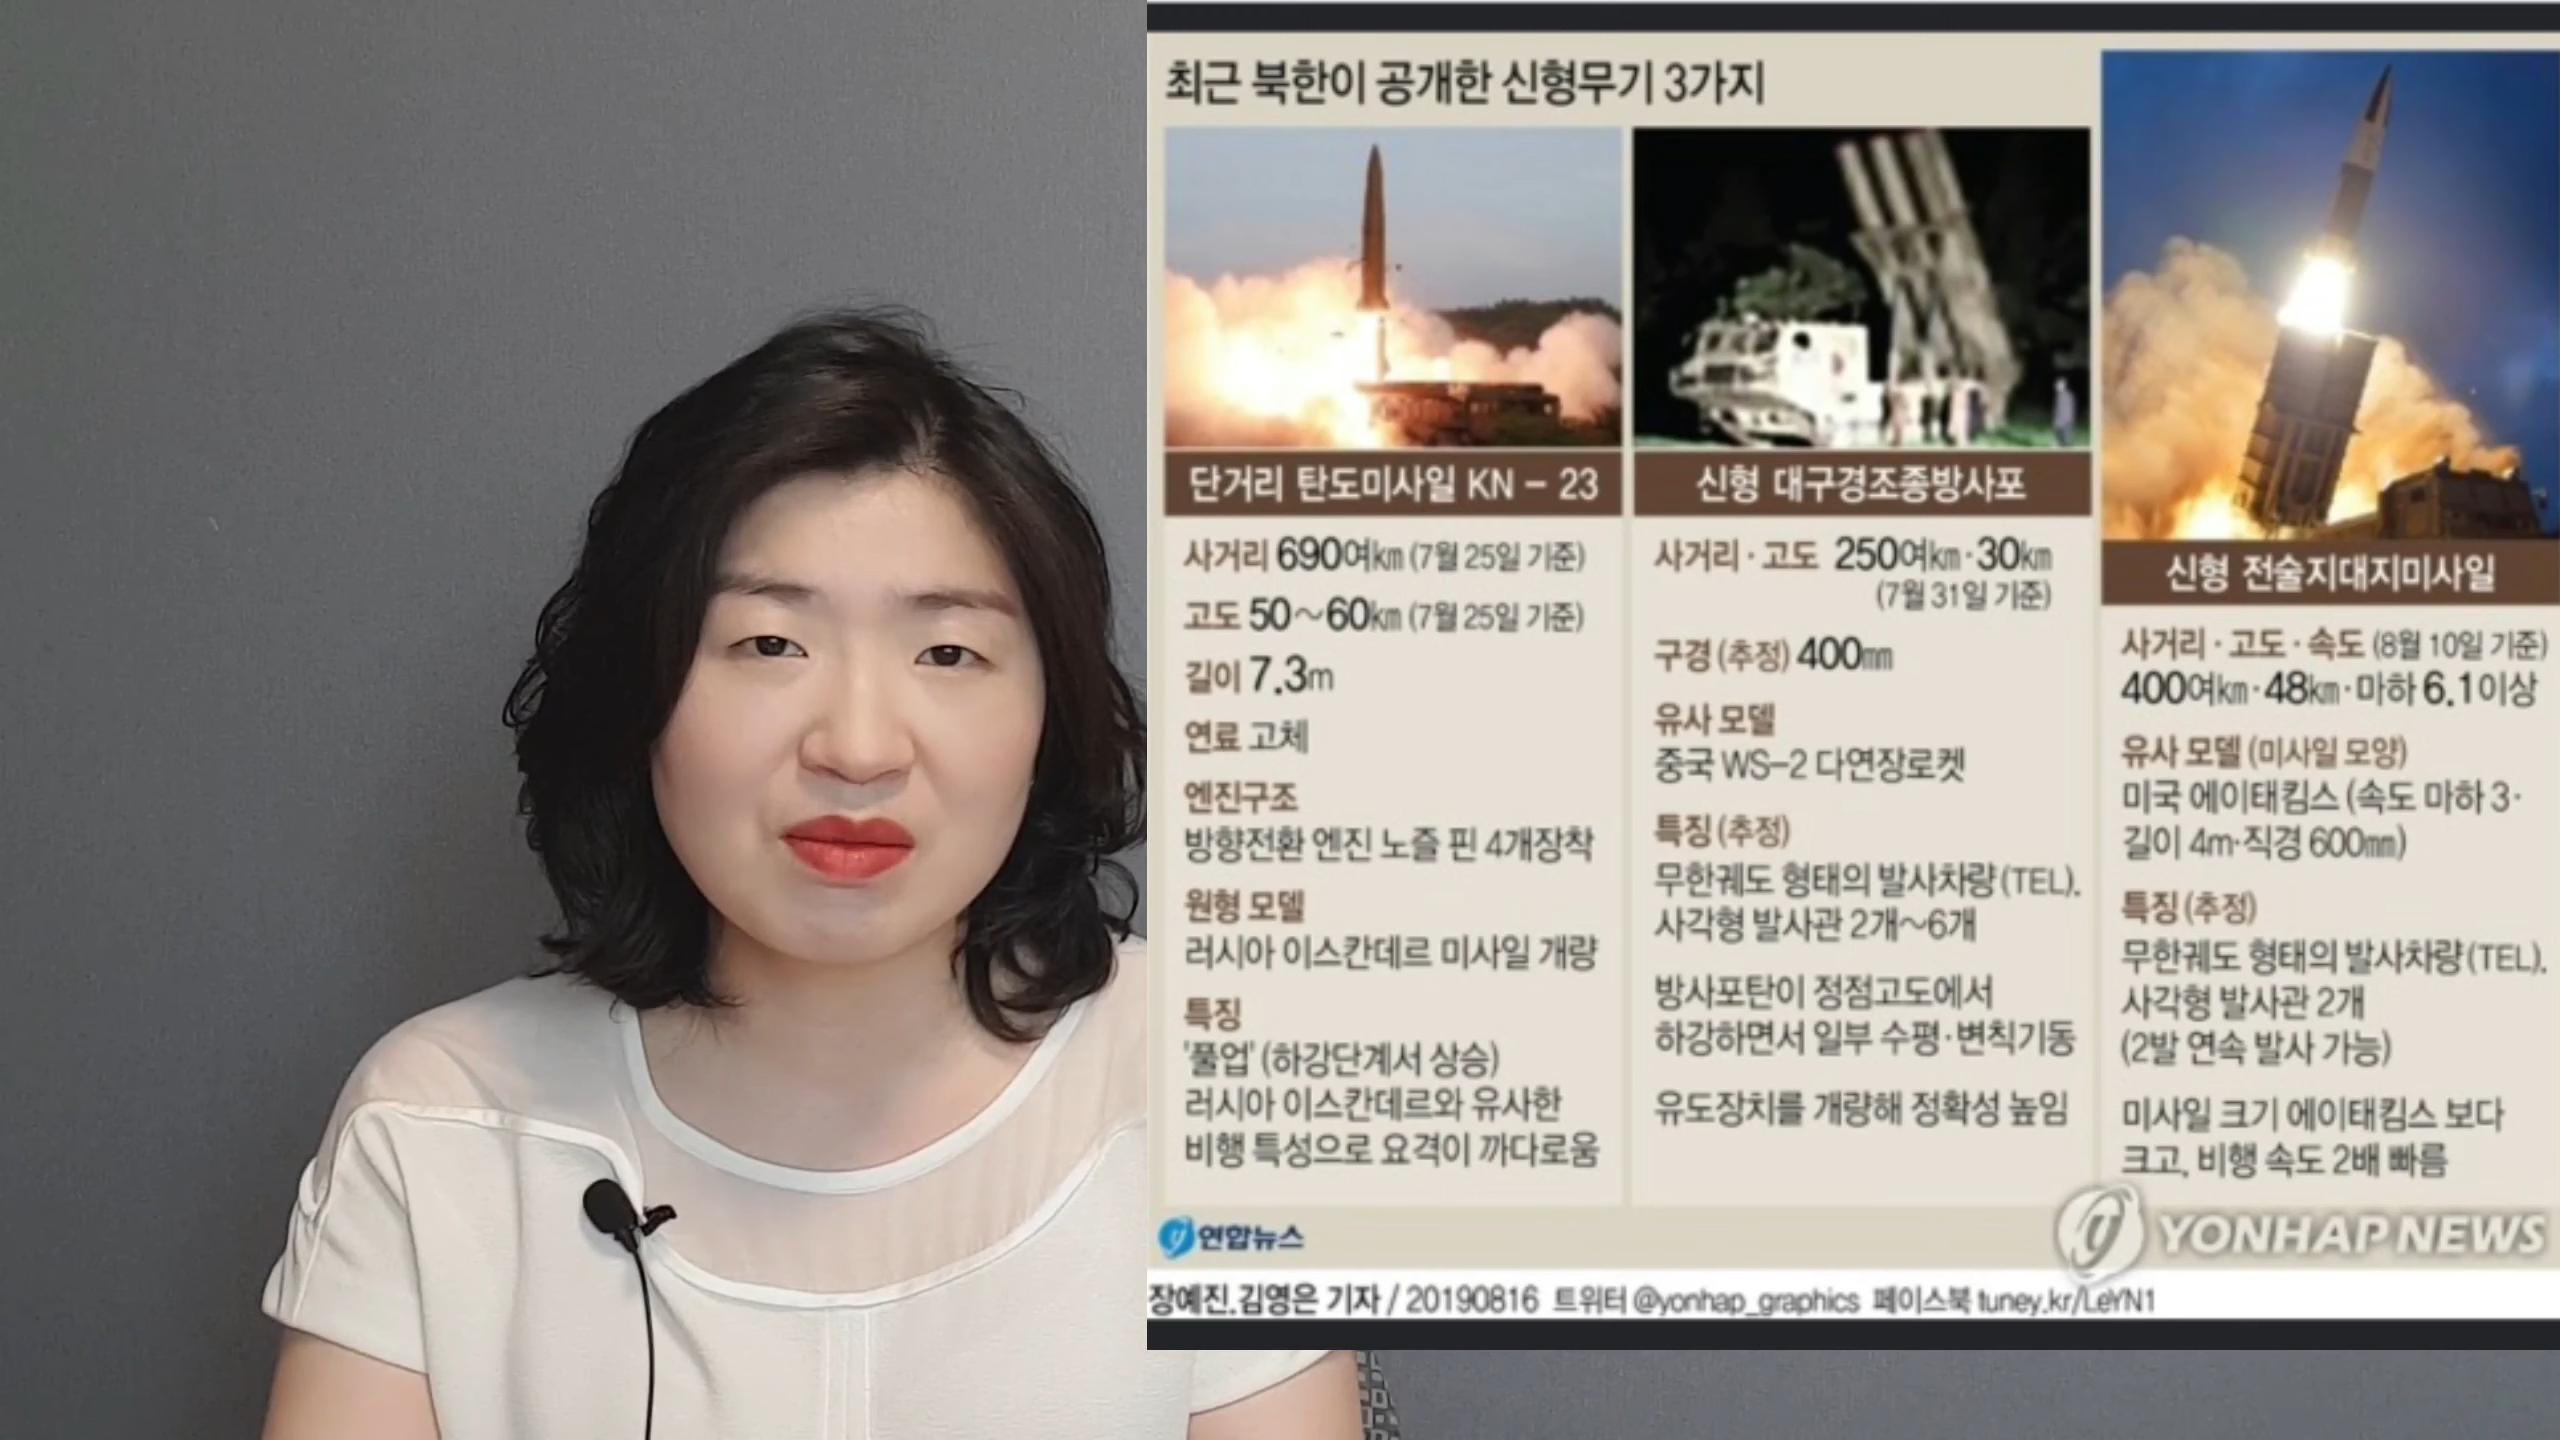 최근 북한이 공개한 신형무기 3가지
단거리 탄도미사일 KN - 23
사거리 690여㎞ (7월 25일 기준)
고도 50~60㎞ (7월 25일 기준)
길이 7.3m
연료 고체
엔진구조
방향전환 엔진 노즐 핀 4개장착
원형 모델
러시아 이스칸데르 미사일 개량
특징
'풀업' (하강단계서 상승)
러시아 이스칸데르와 유사한
비행 특성으로 요격이 까다로움
신형 대구경조종방사포
사거리·고도 250여㎞·30㎞
(7월 31일 기준)
구경 (추정) 400㎜
유사 모델
중국 WS-2 다연장로켓
특징 (추정)
무한궤도 형태의 발사차량(TEL),
사각형 발사관 2개~6개
방사포탄이 정점고도에서
하강하면서 일부 수평·변칙기동
유도장치를 개량해 정확성 높임
신형 전술지대지미사일
사거리·고도·속도 (8월 10일 기준)
400여㎞·48㎞·마하 6.1이상
유사 모델 (미사일 모양)
미국 에이태킴스 (속도 마하 3·
길이 4m·직경 600㎜)
특징 (추정)
무한궤도 형태의 발사차량(TEL),
사각형 발사관 2개
(2발 연속 발사 가능)
미사일 크기 에이태킴스 보다
크고, 비행 속도 2배 빠름
연합뉴스
YONHAP NEWS
장예진,김영은 기자 / 20190816 트위터 @yonhap_graphics 페이스북 tuney.kr/LeYN1